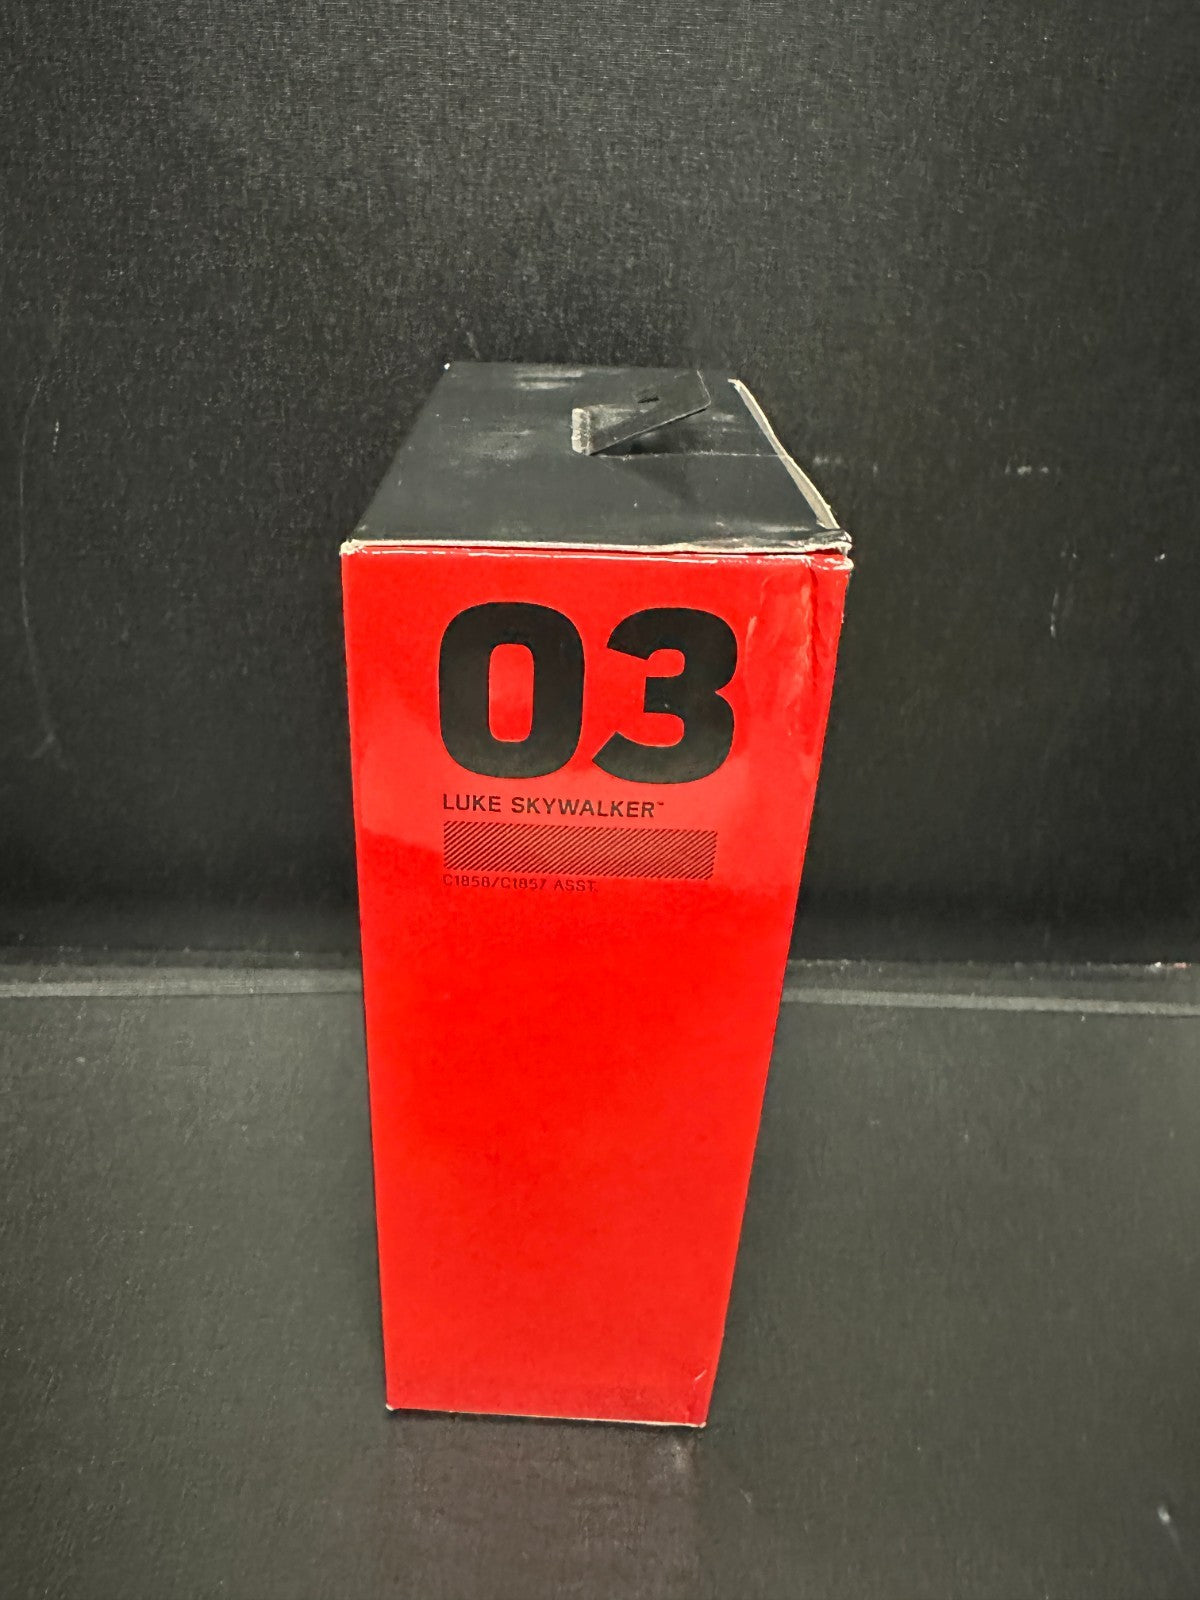 03
LUKE SKYWALKER™
C1858/C1857 ASST.